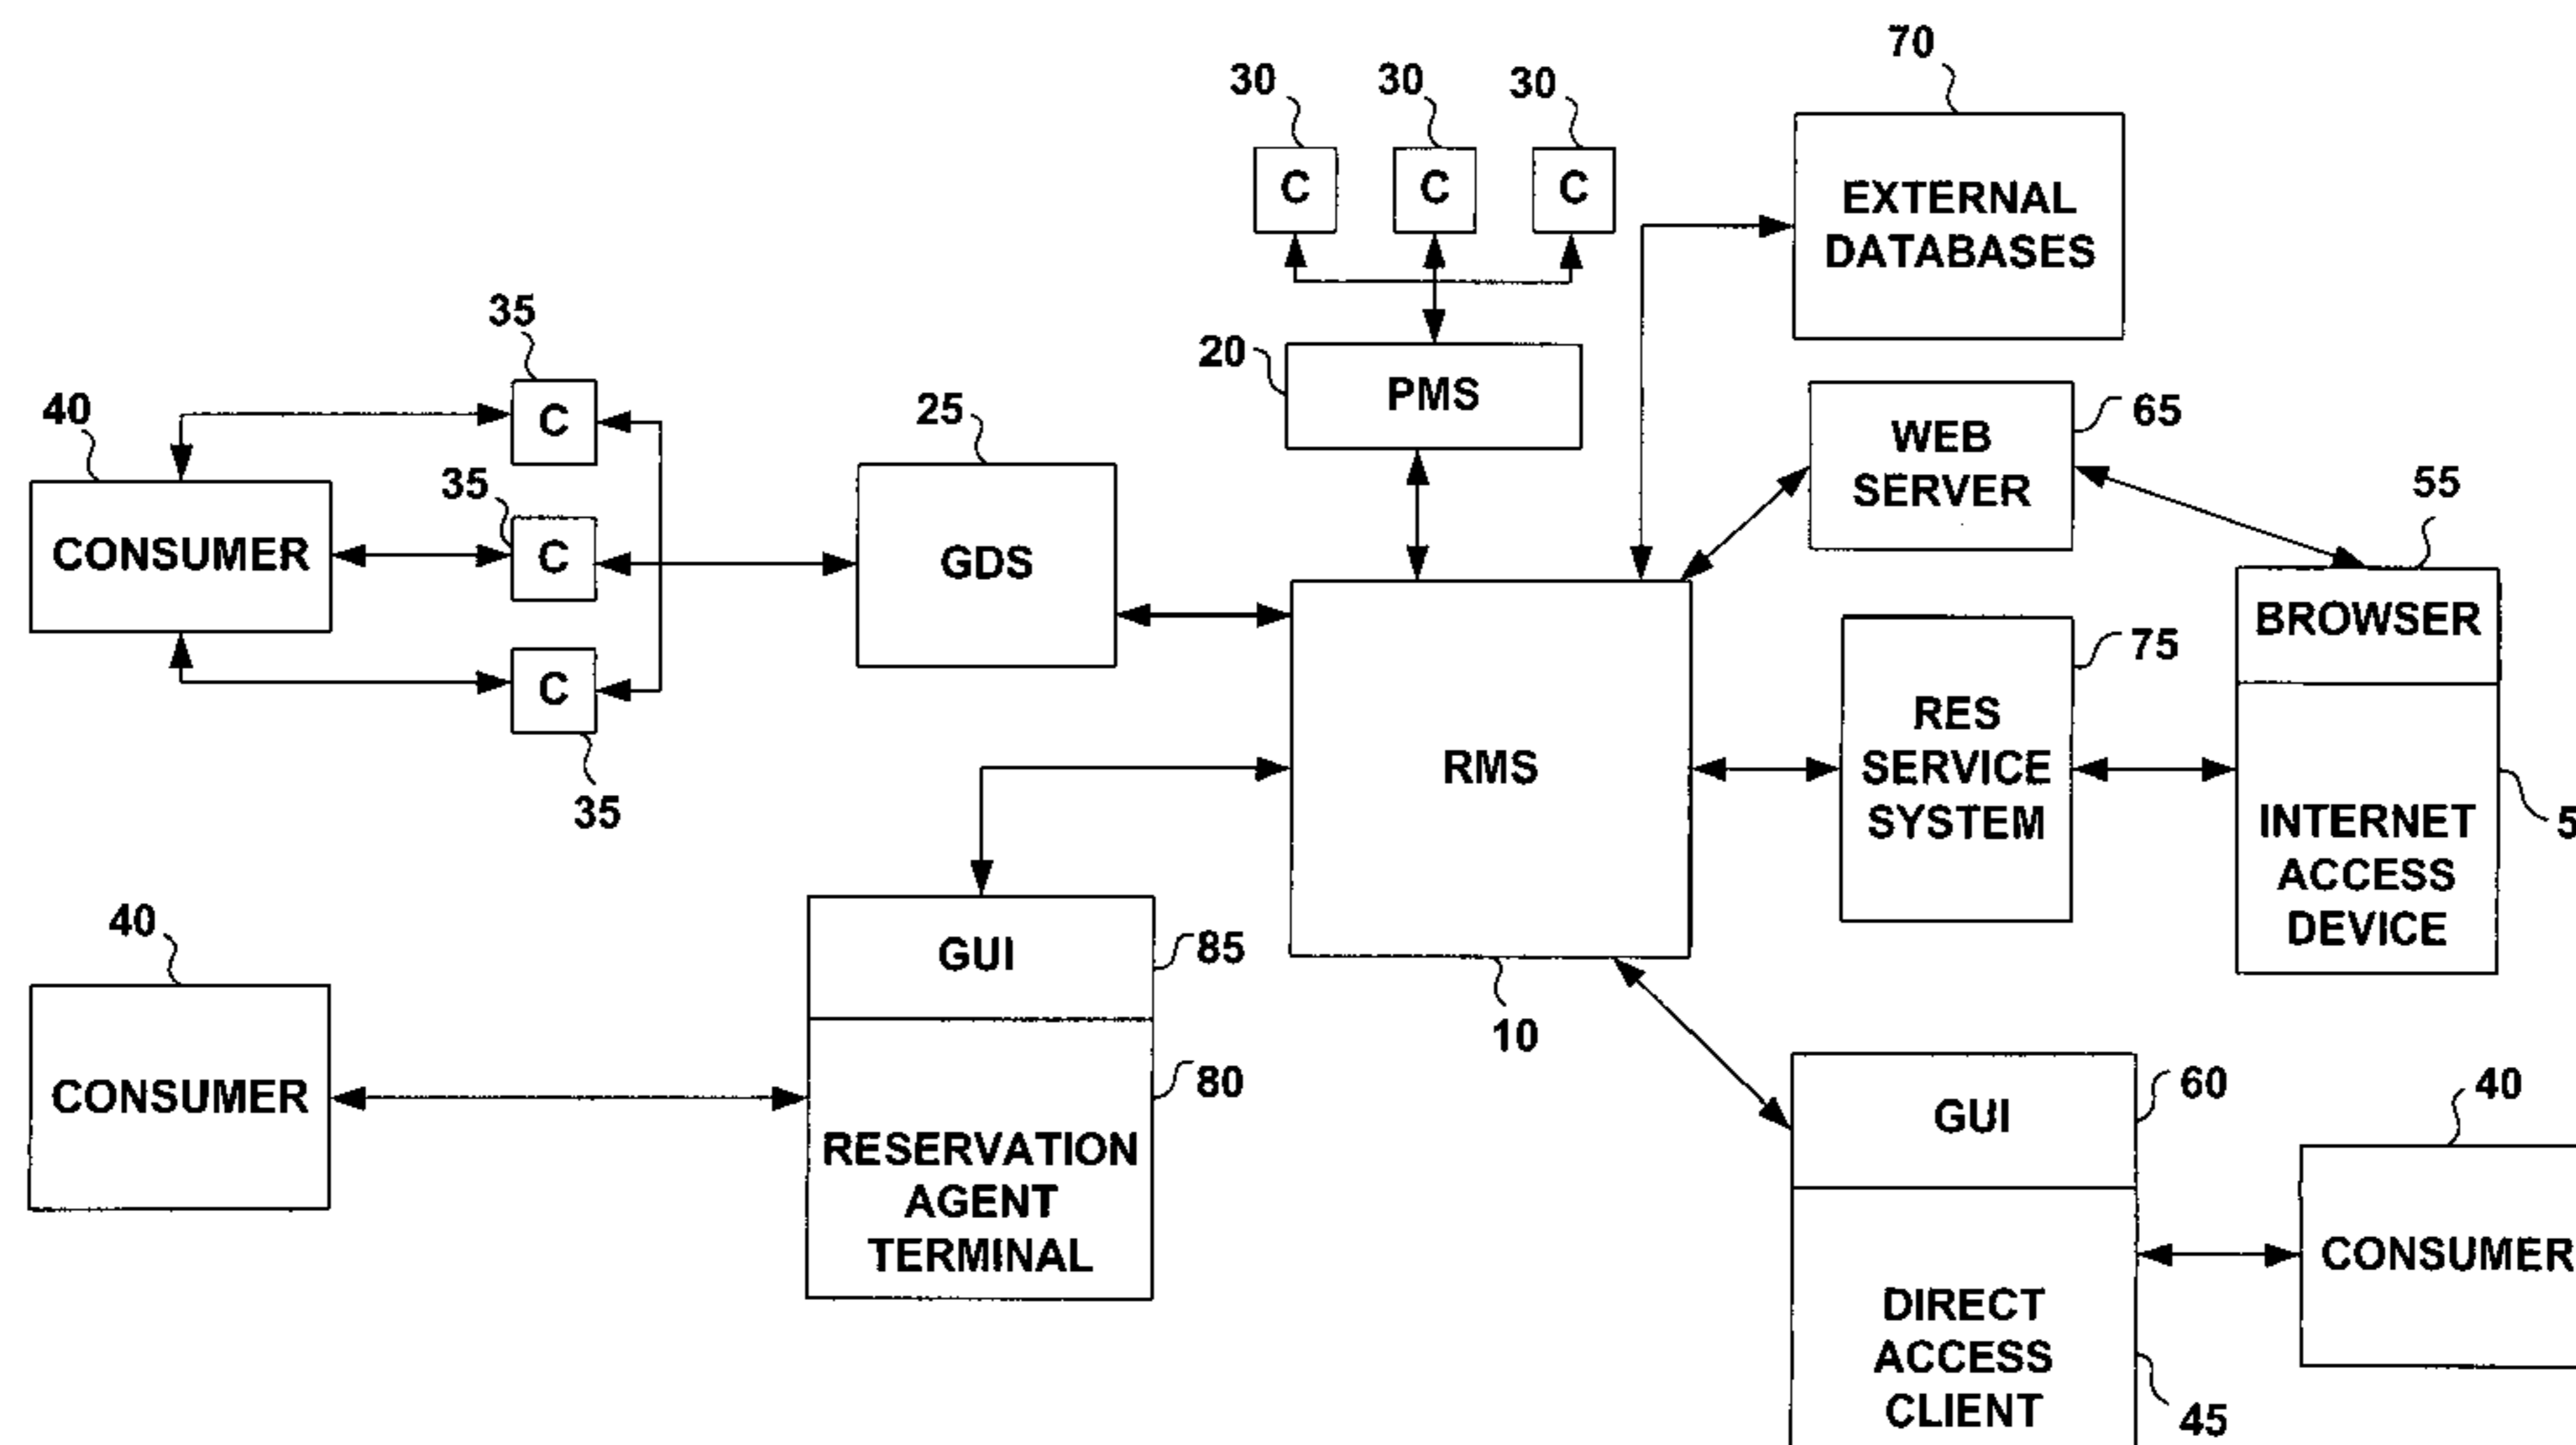 70
30
30
30
C
C
C
EXTERNAL
DATABASES
35
20
PMS
40
C
25
65
WEB
SERVER
35
55
CONSUMER
C
GDS
BROWSER
75
C
RES
SERVICE
SYSTEM
RMS
35
INTERNET
ACCESS
DEVICE
5
40
GUI
85
10
CONSUMER
80
RESERVATION
AGENT
TERMINAL
GUI
60
40
CONSUMER
DIRECT
ACCESS
CLIENT
45